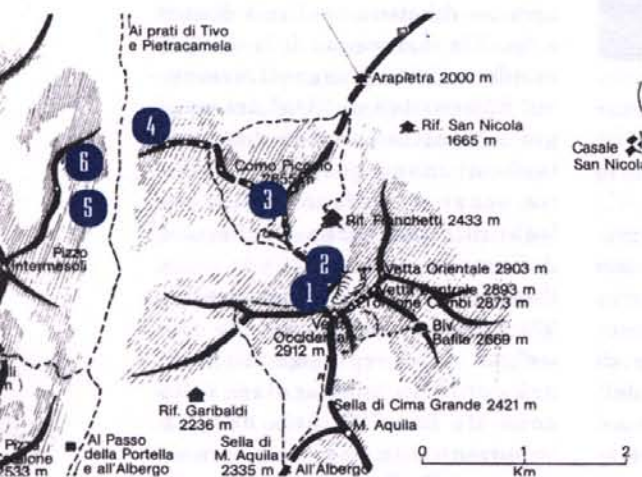 Ai prati di Tivo
e Pietracamela
Arapietra 2000 m
Rif. San Nicola
1665 m
Casale
San Nicola
4
6
5
Corno Piccolo
2655 m
3
Rif. Franchetti 2433 m
Pizzo
Intermesoli
2
1
Vetta Orientale 2903 m
Vetta Centrale 2893 m
Torrione Cambi 2873 m
Vetta
Occidentale
2912 m
Biv.
Bafile 2669 m
Rif. Garibaldi
2236 m
Sella di Cima Grande 2421 m
M. Aquila
Pizzo
2533 m
Al Passo
della Portella
e all'Albergo
Sella di
M. Aquila
2335 m
All'Albergo
0
1
2
Km